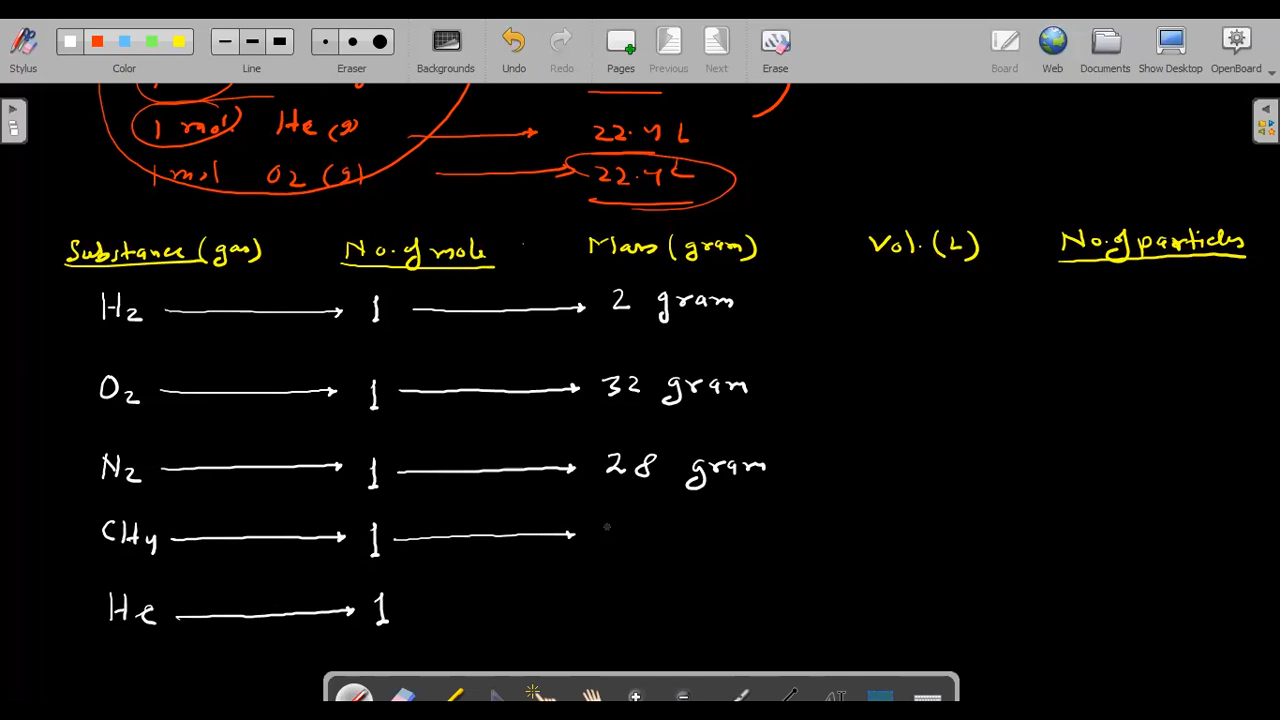 Stylus Color Line Eraser Backgrounds Undo Redo Pages Previous Next Erase Board Web Documents Show Desktop OpenBoard
1 mol He (g) 22.4 L
1 mol O2 (g) 22.4 L
Substance (gas) No. of mole Mass (gram) Vol. (L) No. of particles
H2 1 2 gram
O2 1 32 gram
N2 1 28 gram
CH4 1
He 1